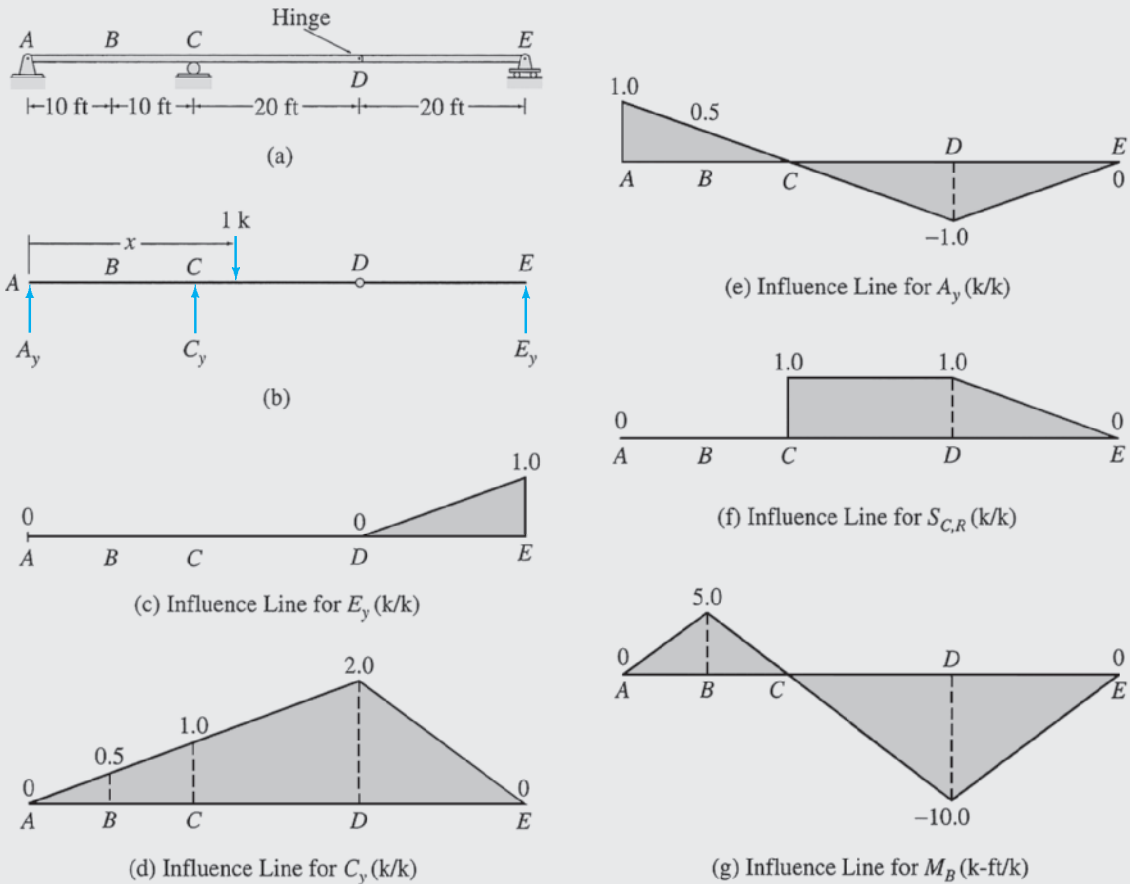 Hinge
A B C E
D
10 ft 10 ft 20 ft 20 ft
(a)
1 k
x
B C D E
A
A_y C_y E_y
(b)
1.0
0 0
A B C D E
(c) Influence Line for E_y (k/k)
2.0
1.0
0.5
0 0
A B C D E
(d) Influence Line for C_y (k/k)
1.0
0.5
D E
A B C 0
−1.0
(e) Influence Line for A_y (k/k)
1.0 1.0
0 0
A B C D E
(f) Influence Line for S_{C,R} (k/k)
5.0
0 D 0
A B C E
−10.0
(g) Influence Line for M_B (k-ft/k)